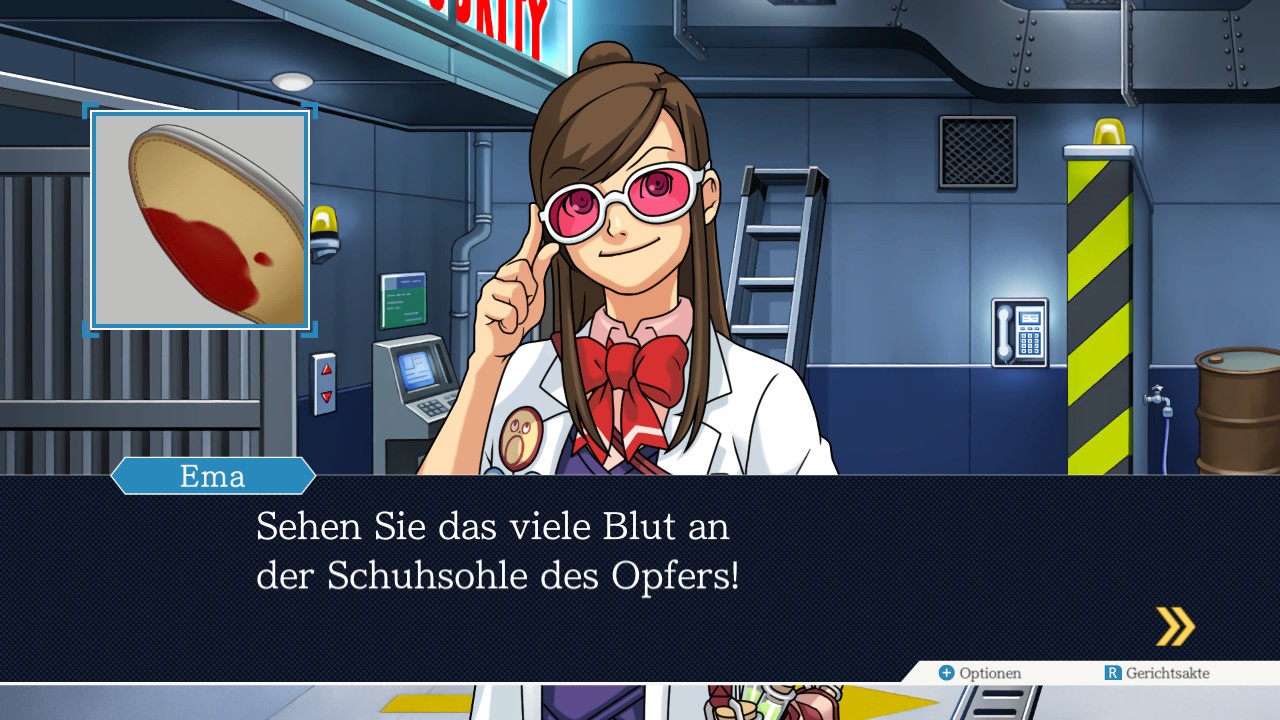 Ema
Sehen Sie das viele Blut an
der Schuhsohle des Opfers!
Optionen
R Gerichtsakte